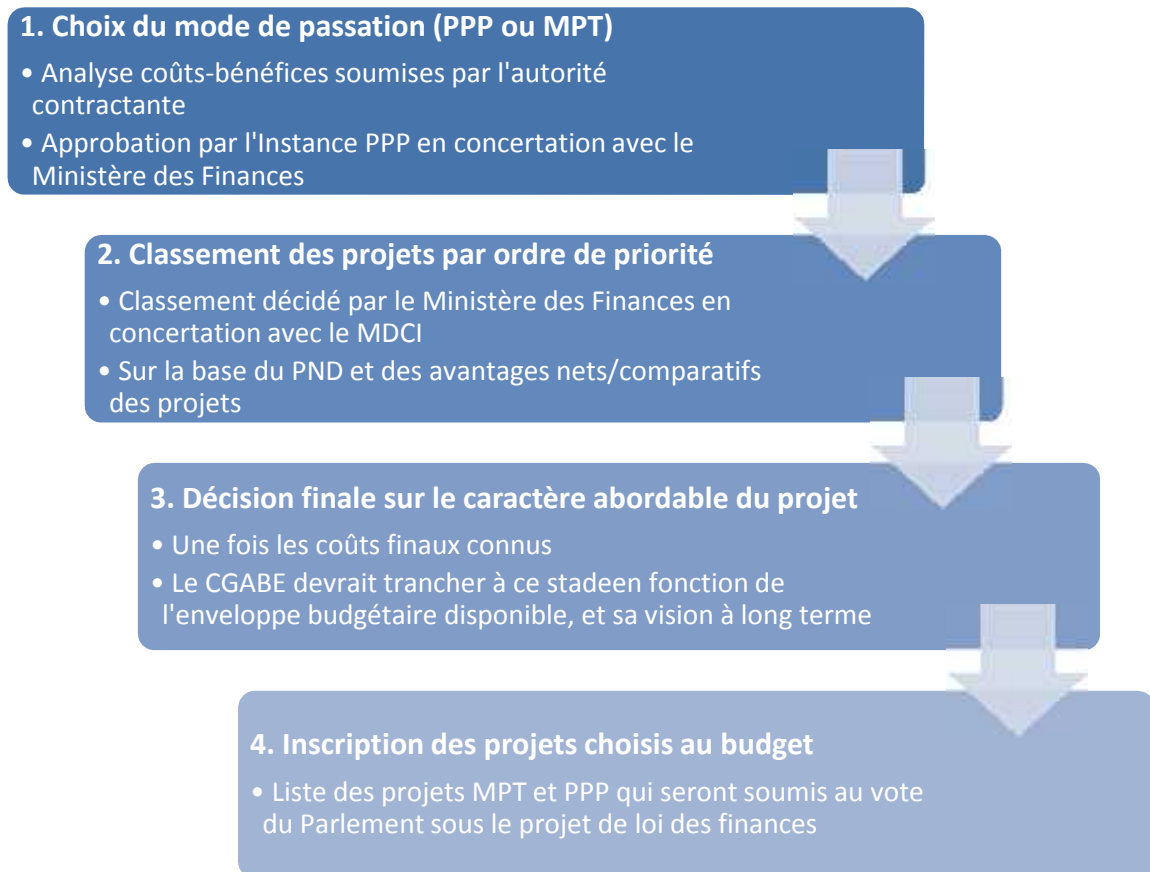 1. Choix du mode de passation (PPP ou MPT)
• Analyse coûts-bénéfices soumises par l'autorité
contractante
• Approbation par l'Instance PPP en concertation avec le
Ministère des Finances
2. Classement des projets par ordre de priorité
• Classement décidé par le Ministère des Finances en
concertation avec le MDCI
• Sur la base du PND et des avantages nets/comparatifs
des projets
3. Décision finale sur le caractère abordable du projet
• Une fois les coûts finaux connus
• Le CGABE devrait trancher à ce stadeen fonction de
l'enveloppe budgétaire disponible, et sa vision à long terme
4. Inscription des projets choisis au budget
• Liste des projets MPT et PPP qui seront soumis au vote
du Parlement sous le projet de loi des finances